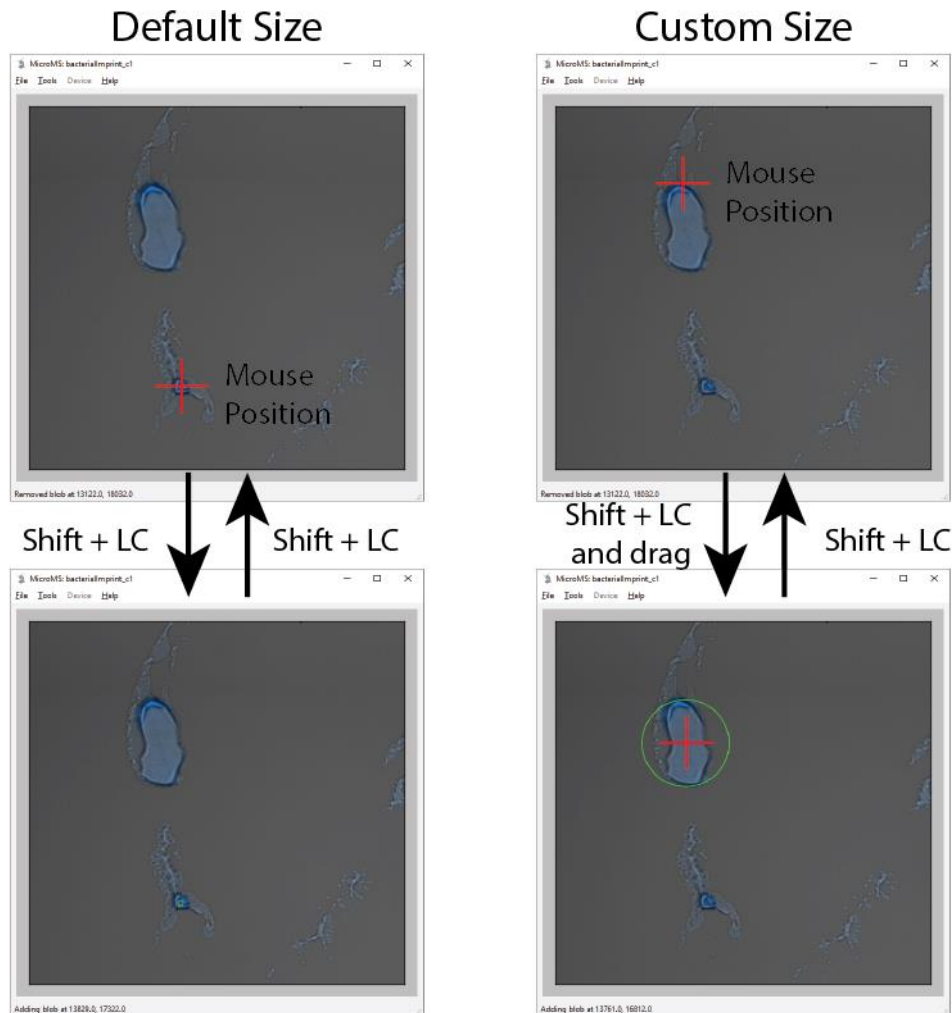 Default Size
Custom Size
MicroMS: bacterialImprint_c1
File Tools Device Help
Mouse
Position
Removed blob at 13122.0, 18032.0
MicroMS: bacterialImprint_c1
File Tools Device Help
Mouse
Position
Removed blob at 13122.0, 18032.0
Shift + LC
Shift + LC
Shift + LC
and drag
Shift + LC
MicroMS: bacterialImprint_c1
File Tools Device Help
Adding blob at 13829.0, 17322.0
MicroMS: bacterialImprint_c1
File Tools Device Help
Adding blob at 13761.0, 16812.0